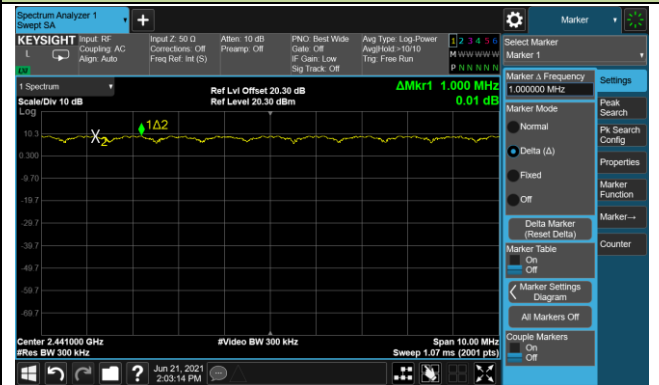 Spectrum Analyzer 1
Swept SA
Marker
KEYSIGHT
L
Input: RF
Coupling: AC
Align: Auto
Input Z: 50 Ω
Corrections: Off
Freq Ref: Int (S)
Atten: 10 dB
Preamp: Off
PNO: Best Wide
Gate: Off
IF Gain: Low
Sig Track: Off
Avg Type: Log-Power
Avg|Hold:>10/10
Trig: Free Run
1 2 3 4 5 6
M W W W W W
P N N N N N
1 Spectrum
Scale/Div 10 dB
Log
Ref Lvl Offset 20.30 dB
Ref Level 20.30 dBm
ΔMkr1 1.000 MHz
0.01 dB
1Δ2
X2
10.3
0.300
-9.70
-19.7
-29.7
-39.7
-49.7
-59.7
-69.7
Center 2.441000 GHz
#Res BW 300 kHz
#Video BW 300 kHz
Span 10.00 MHz
Sweep 1.07 ms (2001 pts)
Jun 21, 2021
2:03:14 PM
Select Marker
Marker 1
Marker Δ Frequency
1.000000 MHz
Marker Mode
Normal
Delta (Δ)
Fixed
Off
Delta Marker
(Reset Delta)
Marker Table
On
Off
Marker Settings
Diagram
All Markers Off
Couple Markers
On
Off
Settings
Peak
Search
Pk Search
Config
Properties
Marker
Function
Marker→
Counter